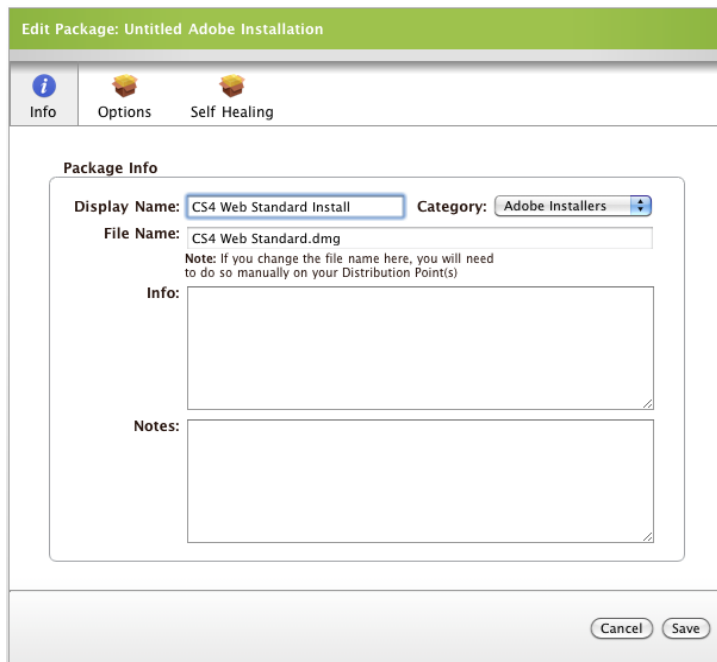 Edit Package: Untitled Adobe Installation
Info Options Self Healing
Package Info
Display Name: CS4 Web Standard Install Category: Adobe Installers
File Name: CS4 Web Standard.dmg
Note: If you change the file name here, you will need
to do so manually on your Distribution Point(s)
Info:
Notes:
Cancel Save